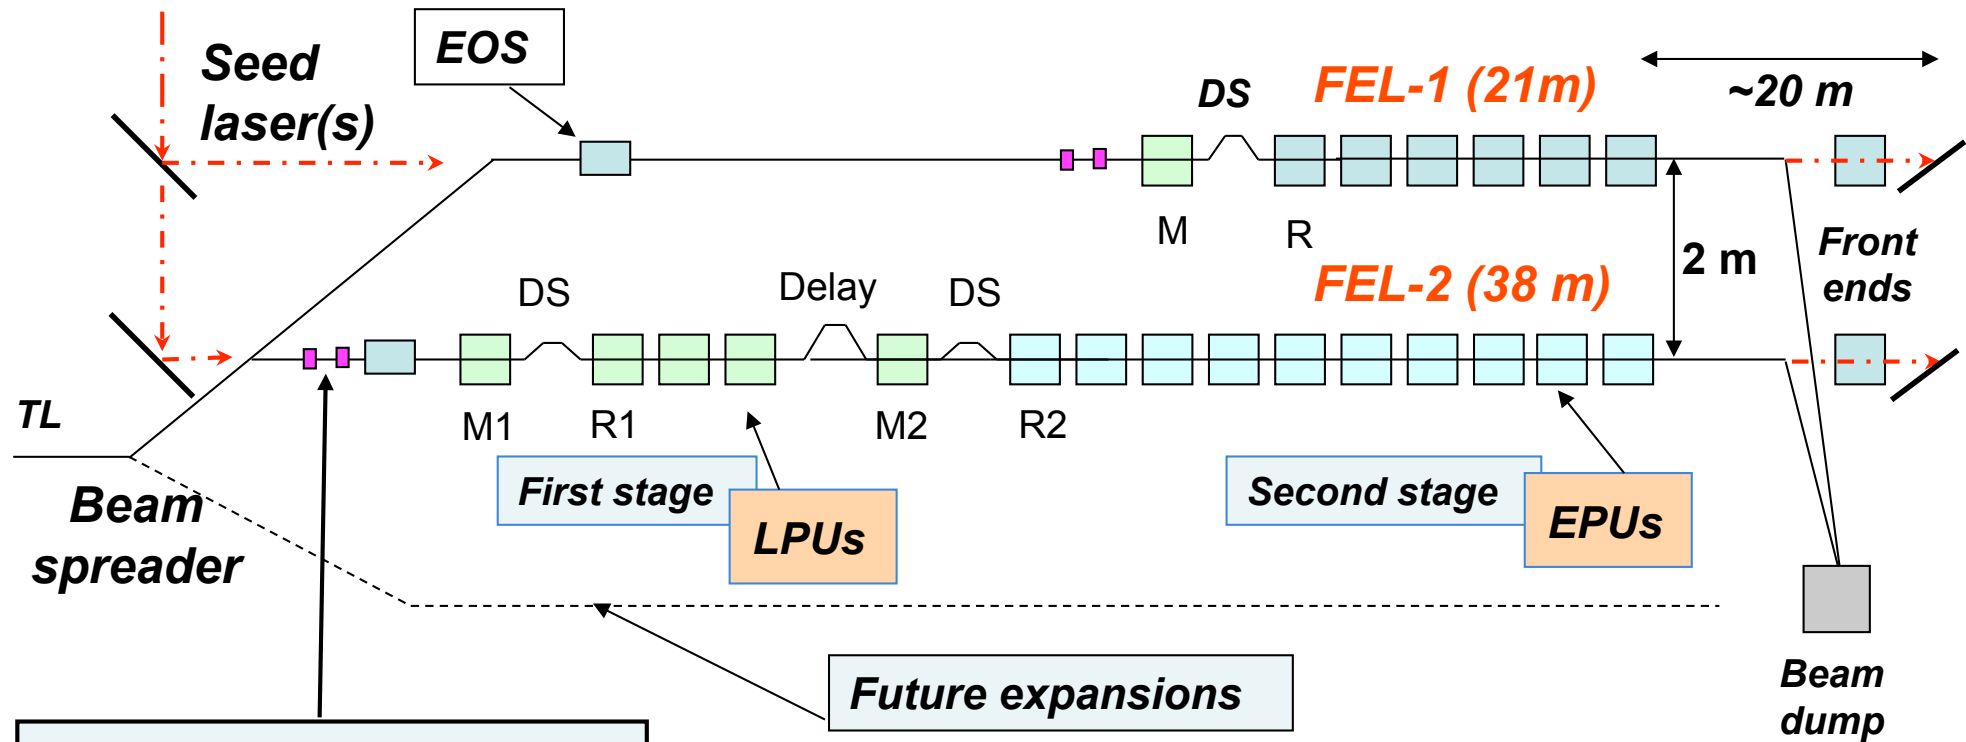 Seed
laser(s)
EOS
DS
FEL-1 (21m)
~20 m
M
R
2 m
Front
ends
FEL-2 (38 m)
DS
Delay
DS
TL
M1
R1
M2
R2
Beam
spreader
First stage
LPUs
Second stage
EPUs
Future expansions
Beam
dump